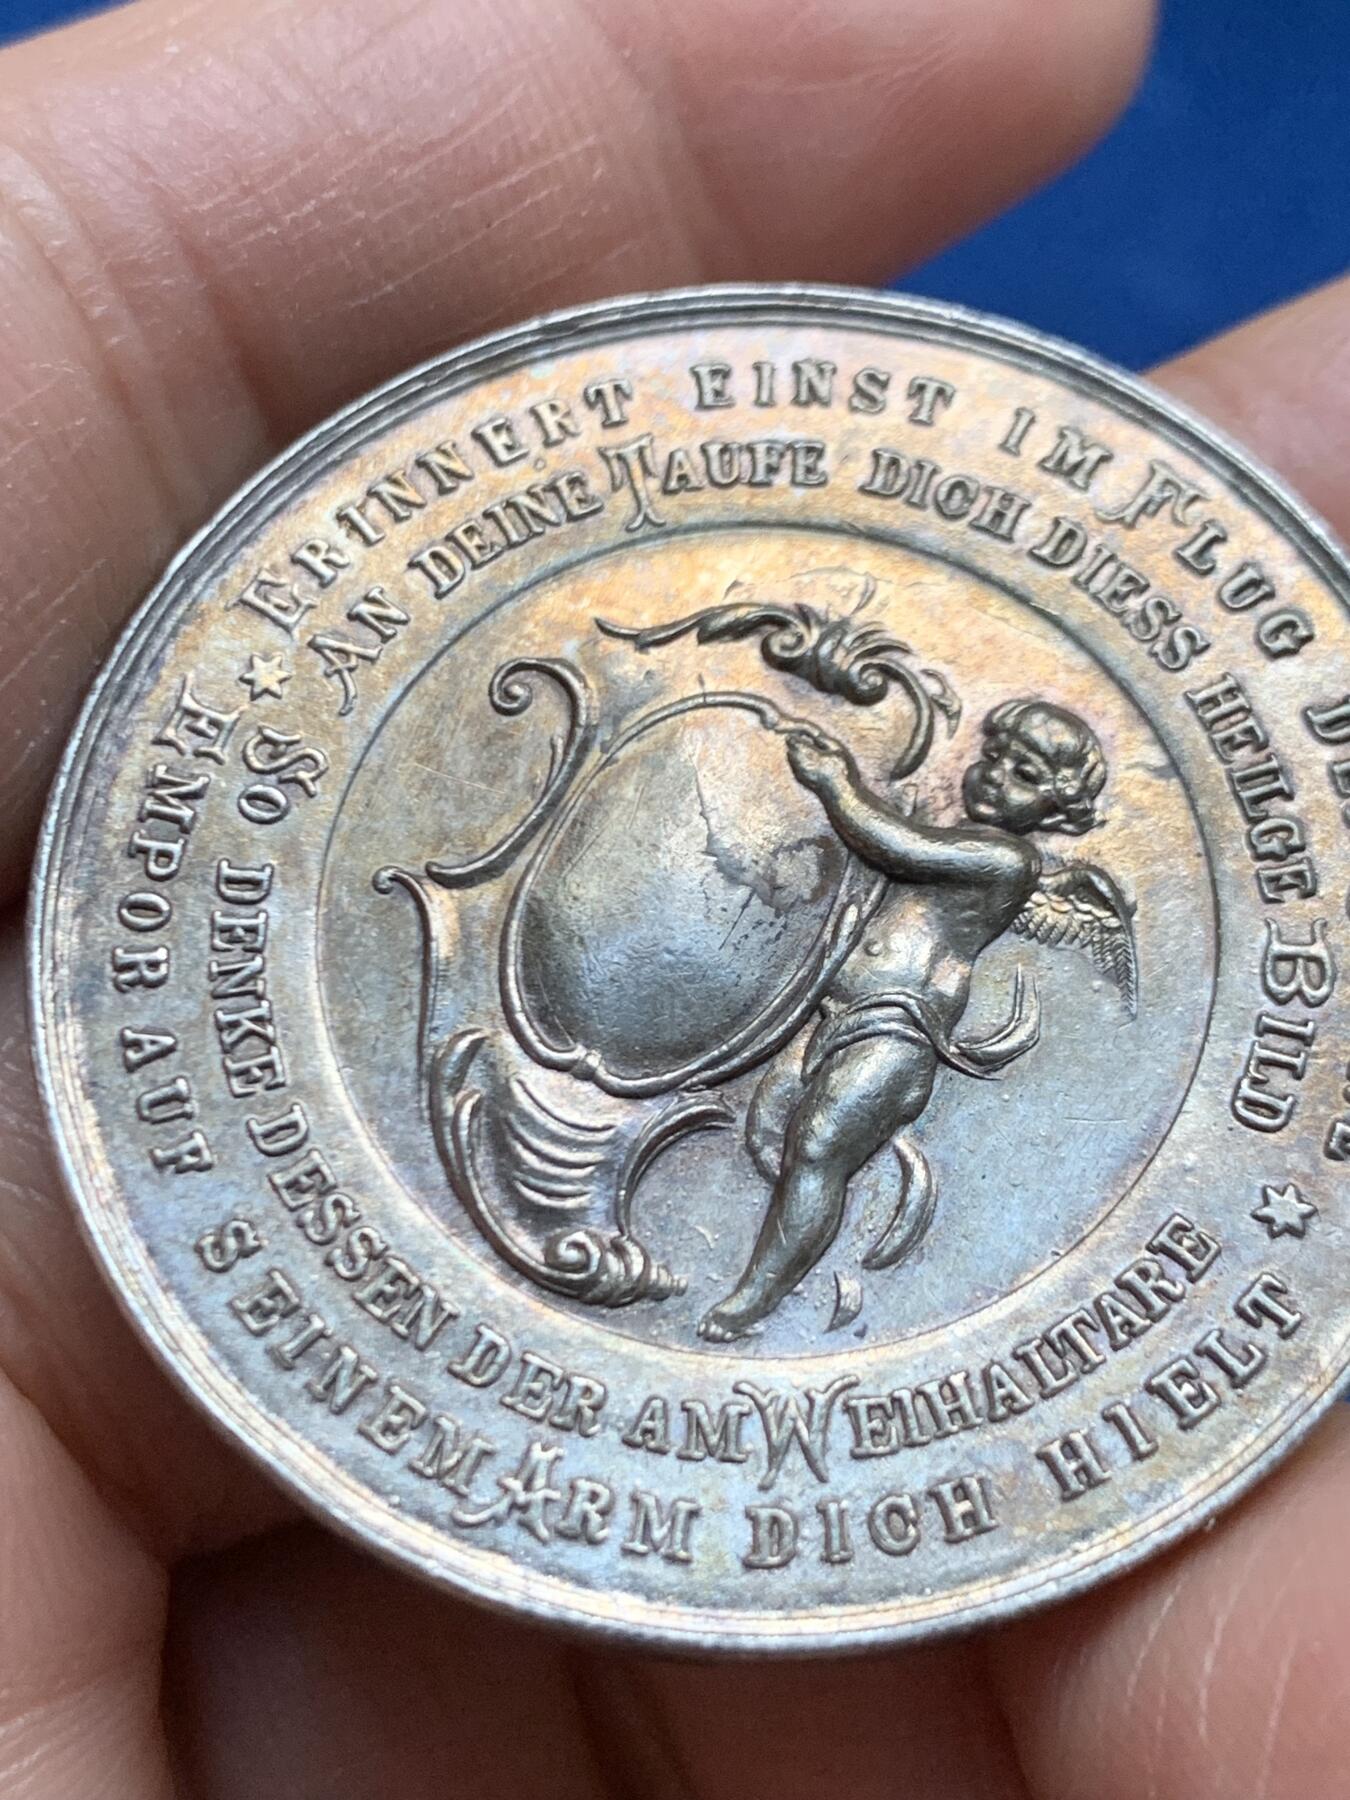 ERINNERT EINST IM FLUG
AN DEINE TAUFE DICH DIESS HEILGE BILD
SO DENKE DESSEN DER AM WEIHALTARE
EMPOR AUF SEINEM ARM DICH HIELT